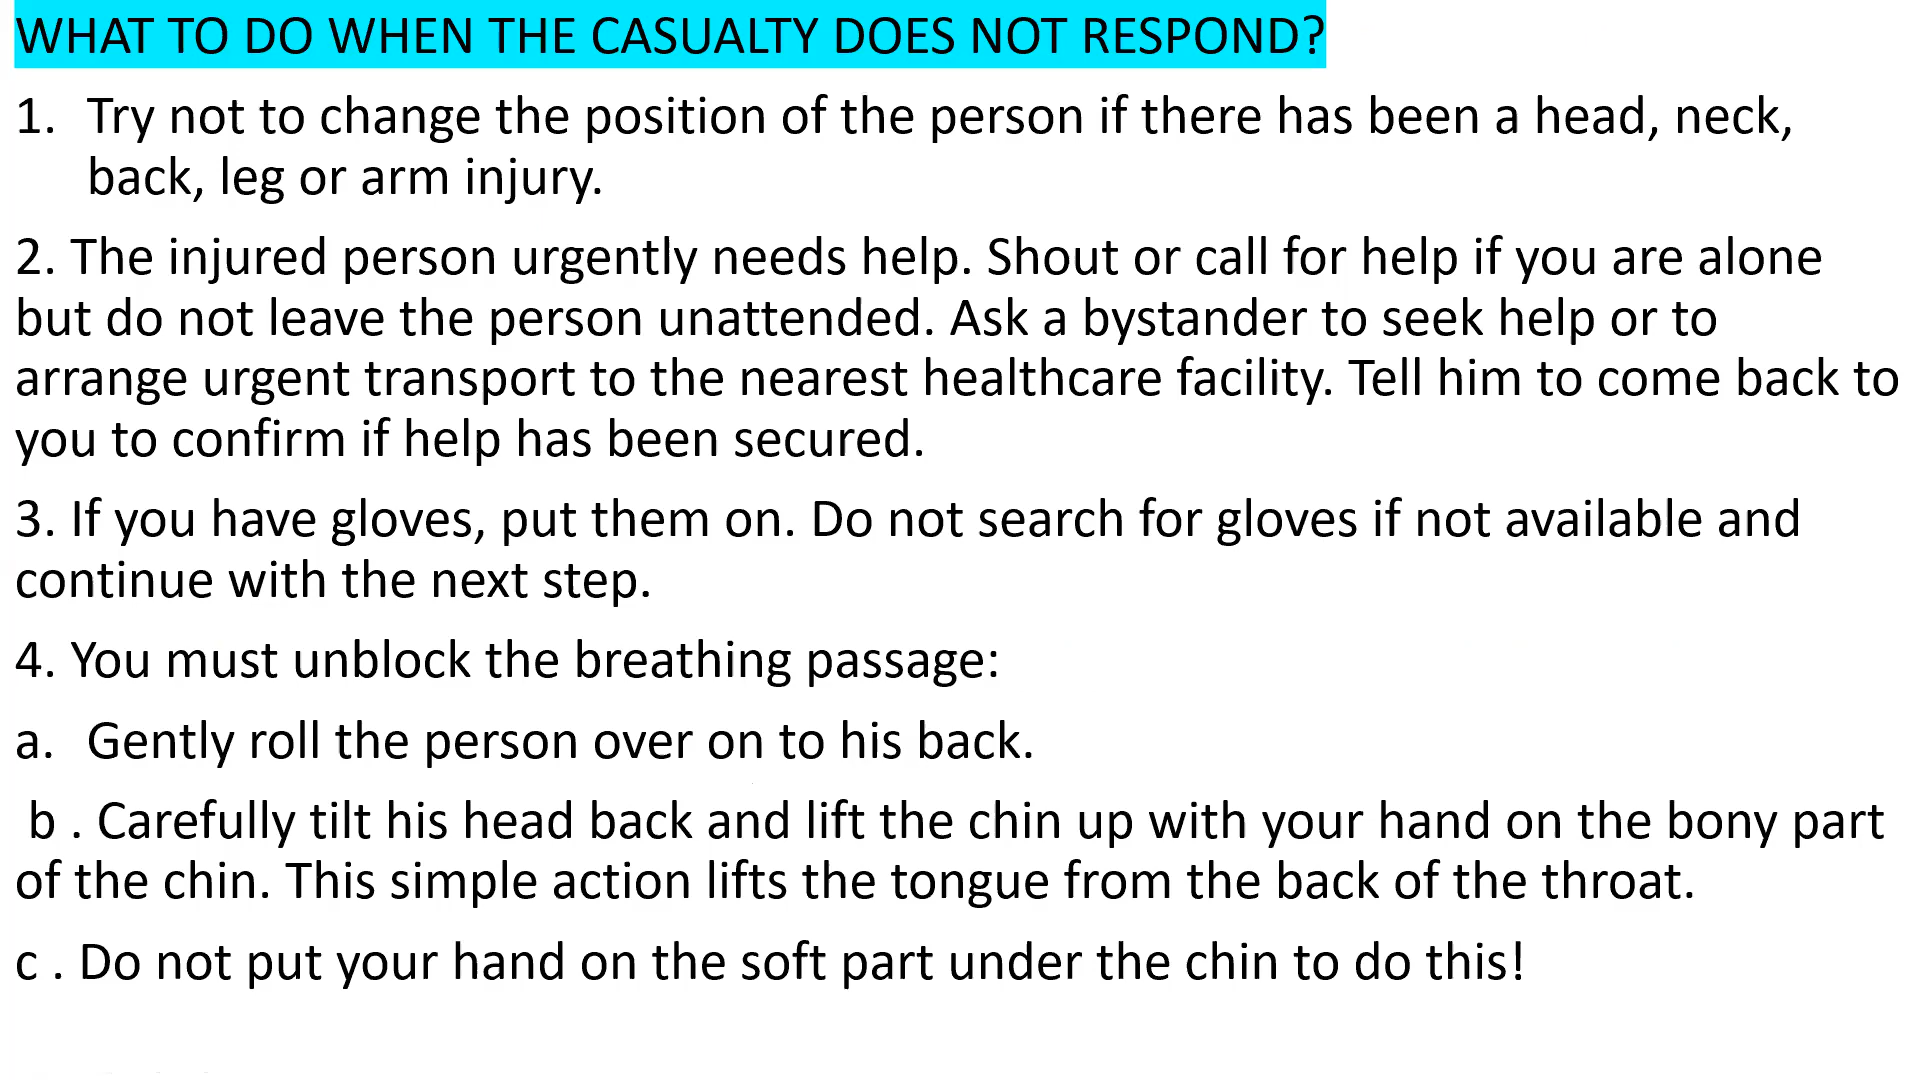 WHAT TO DO WHEN THE CASUALTY DOES NOT RESPOND?
1. Try not to change the position of the person if there has been a head, neck,
back, leg or arm injury.
2. The injured person urgently needs help. Shout or call for help if you are alone
but do not leave the person unattended. Ask a bystander to seek help or to
arrange urgent transport to the nearest healthcare facility. Tell him to come back to
you to confirm if help has been secured.
3. If you have gloves, put them on. Do not search for gloves if not available and
continue with the next step.
4. You must unblock the breathing passage:
a. Gently roll the person over on to his back.
b . Carefully tilt his head back and lift the chin up with your hand on the bony part
of the chin. This simple action lifts the tongue from the back of the throat.
c . Do not put your hand on the soft part under the chin to do this!